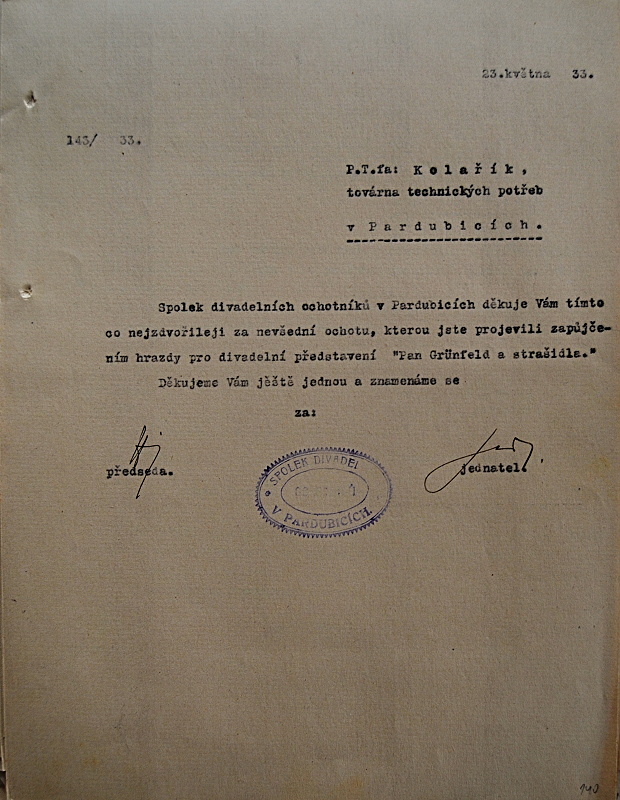 23.května 33.
143/ 33.
P.T.fa: Kolařík,
továrna technických potřeb
v Pardubicích.
Spolek divadelních ochotníků v Pardubicích děkuje Vám tímto
co nejzdvořileji za nevšední ochotu, kterou jste projevili zapůjče-
ním hrazdy pro divadelní představení "Pan Grünfeld a strašidla."
Děkujeme Vám jěště jednou a znamenáme se
za:
předseda.
jednatel.
SPOLEK DIVADEL
V PARDUBICÍCH.
140